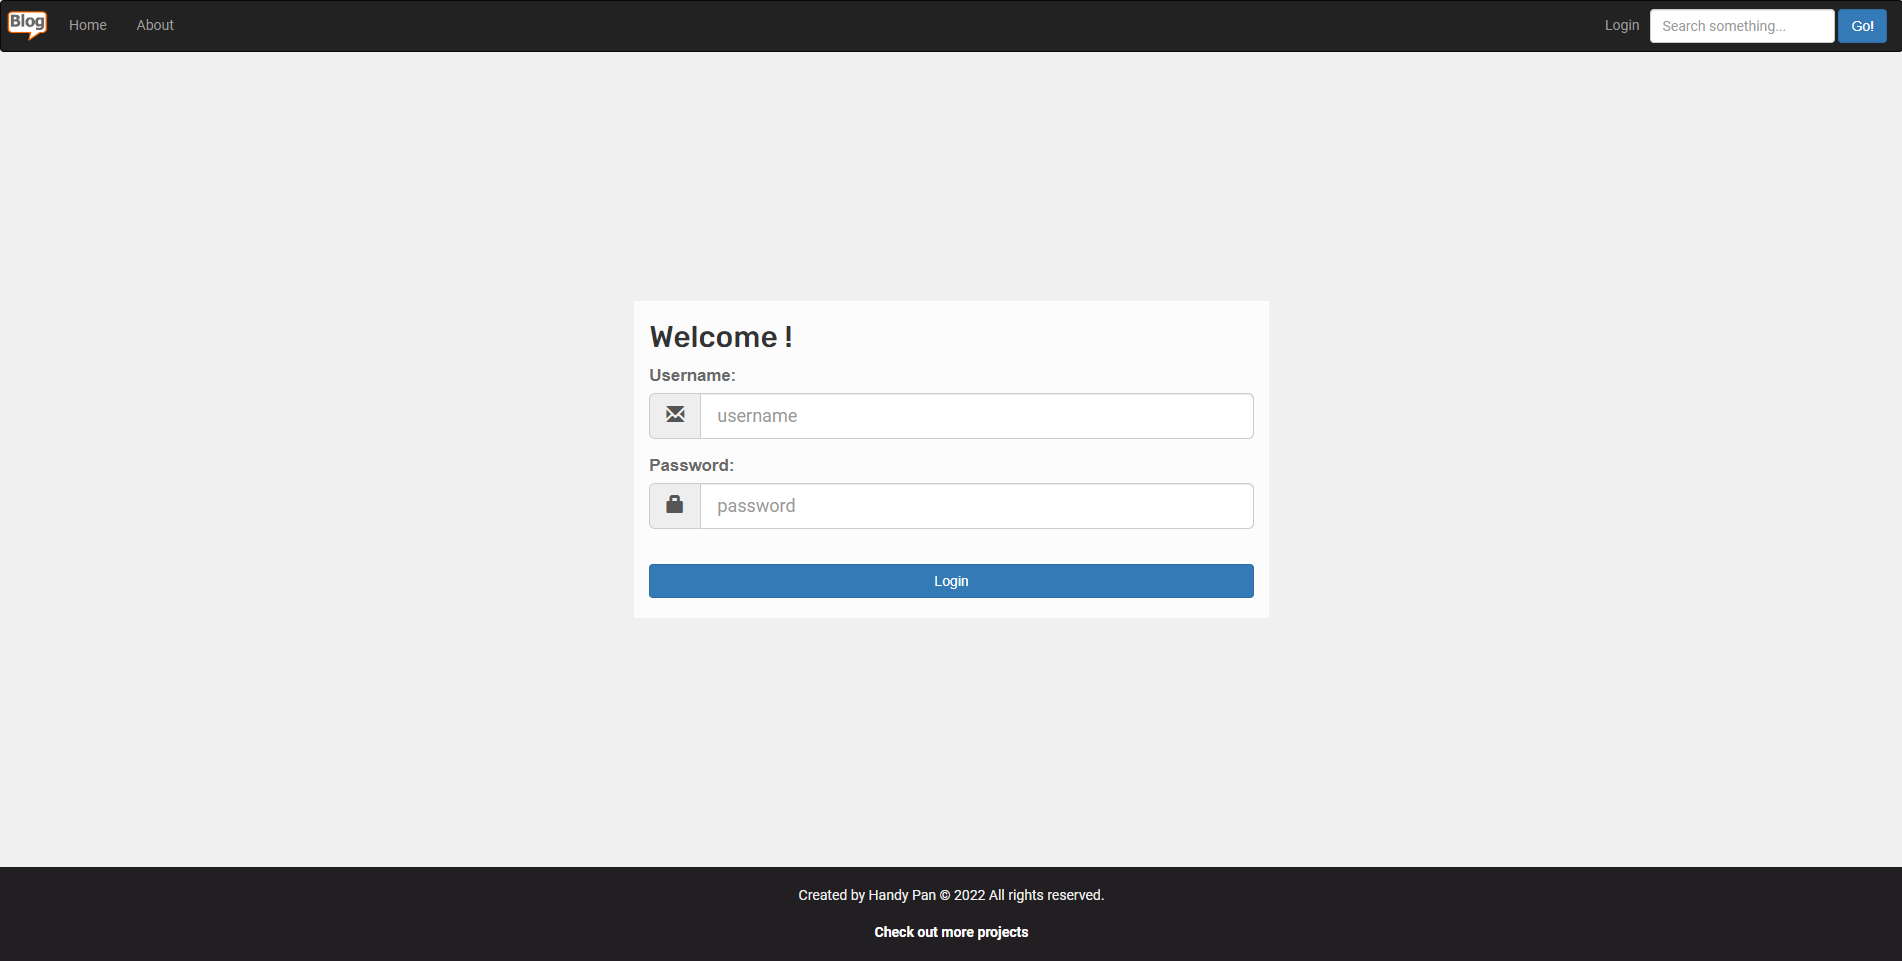 Blog Home About Login Search something... Go!
Welcome !
Username:
username
Password:
password
Login
Created by Handy Pan © 2022 All rights reserved.
Check out more projects